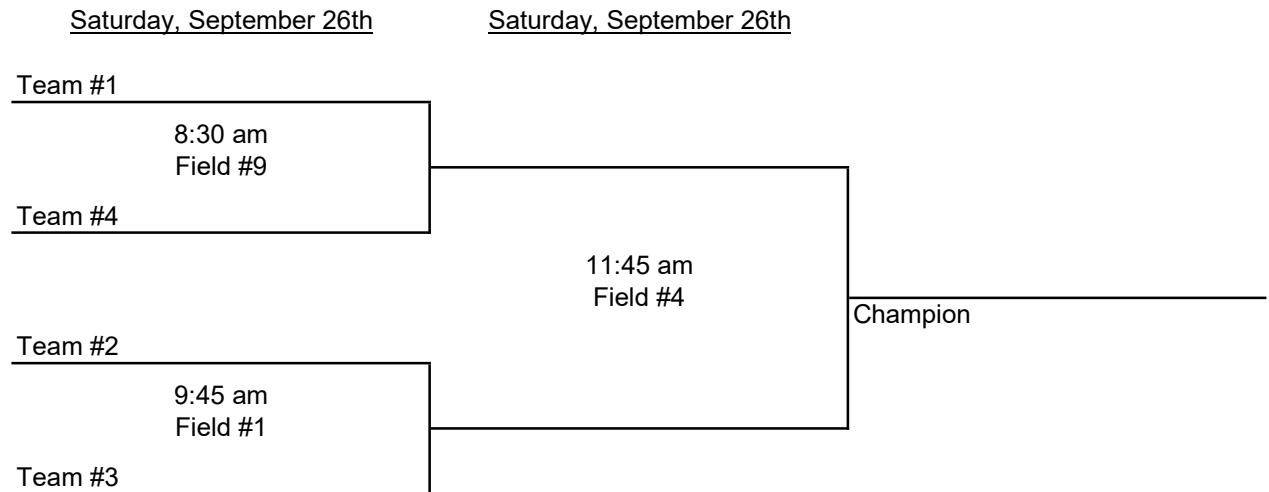 Saturday, September 26th
Saturday, September 26th
Team #1
8:30 am
Field #9
Team #4
11:45 am
Field #4
Champion
Team #2
9:45 am
Field #1
Team #3